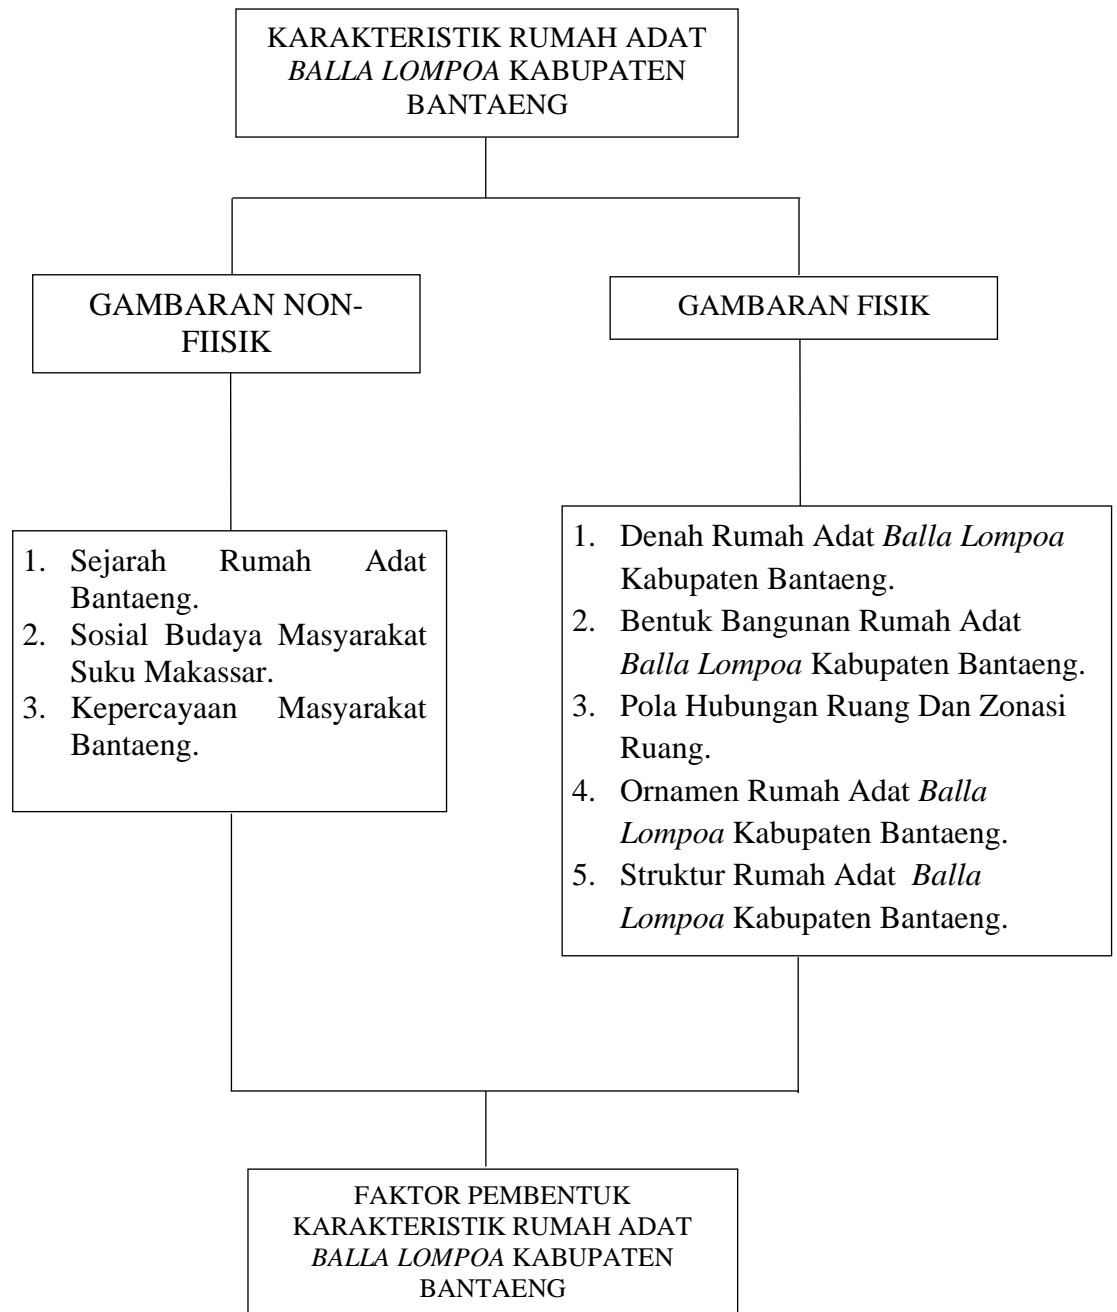 KARAKTERISTIK RUMAH ADAT
BALLA LOMPOA KABUPATEN
BANTAENG
GAMBARAN NON-
FIISIK
GAMBARAN FISIK
1. Sejarah Rumah Adat
Bantaeng.
2. Sosial Budaya Masyarakat
Suku Makassar.
3. Kepercayaan Masyarakat
Bantaeng.
1. Denah Rumah Adat Balla Lompoa
Kabupaten Bantaeng.
2. Bentuk Bangunan Rumah Adat
Balla Lompoa Kabupaten Bantaeng.
3. Pola Hubungan Ruang Dan Zonasi
Ruang.
4. Ornamen Rumah Adat Balla
Lompoa Kabupaten Bantaeng.
5. Struktur Rumah Adat Balla
Lompoa Kabupaten Bantaeng.
FAKTOR PEMBENTUK
KARAKTERISTIK RUMAH ADAT
BALLA LOMPOA KABUPATEN
BANTAENG